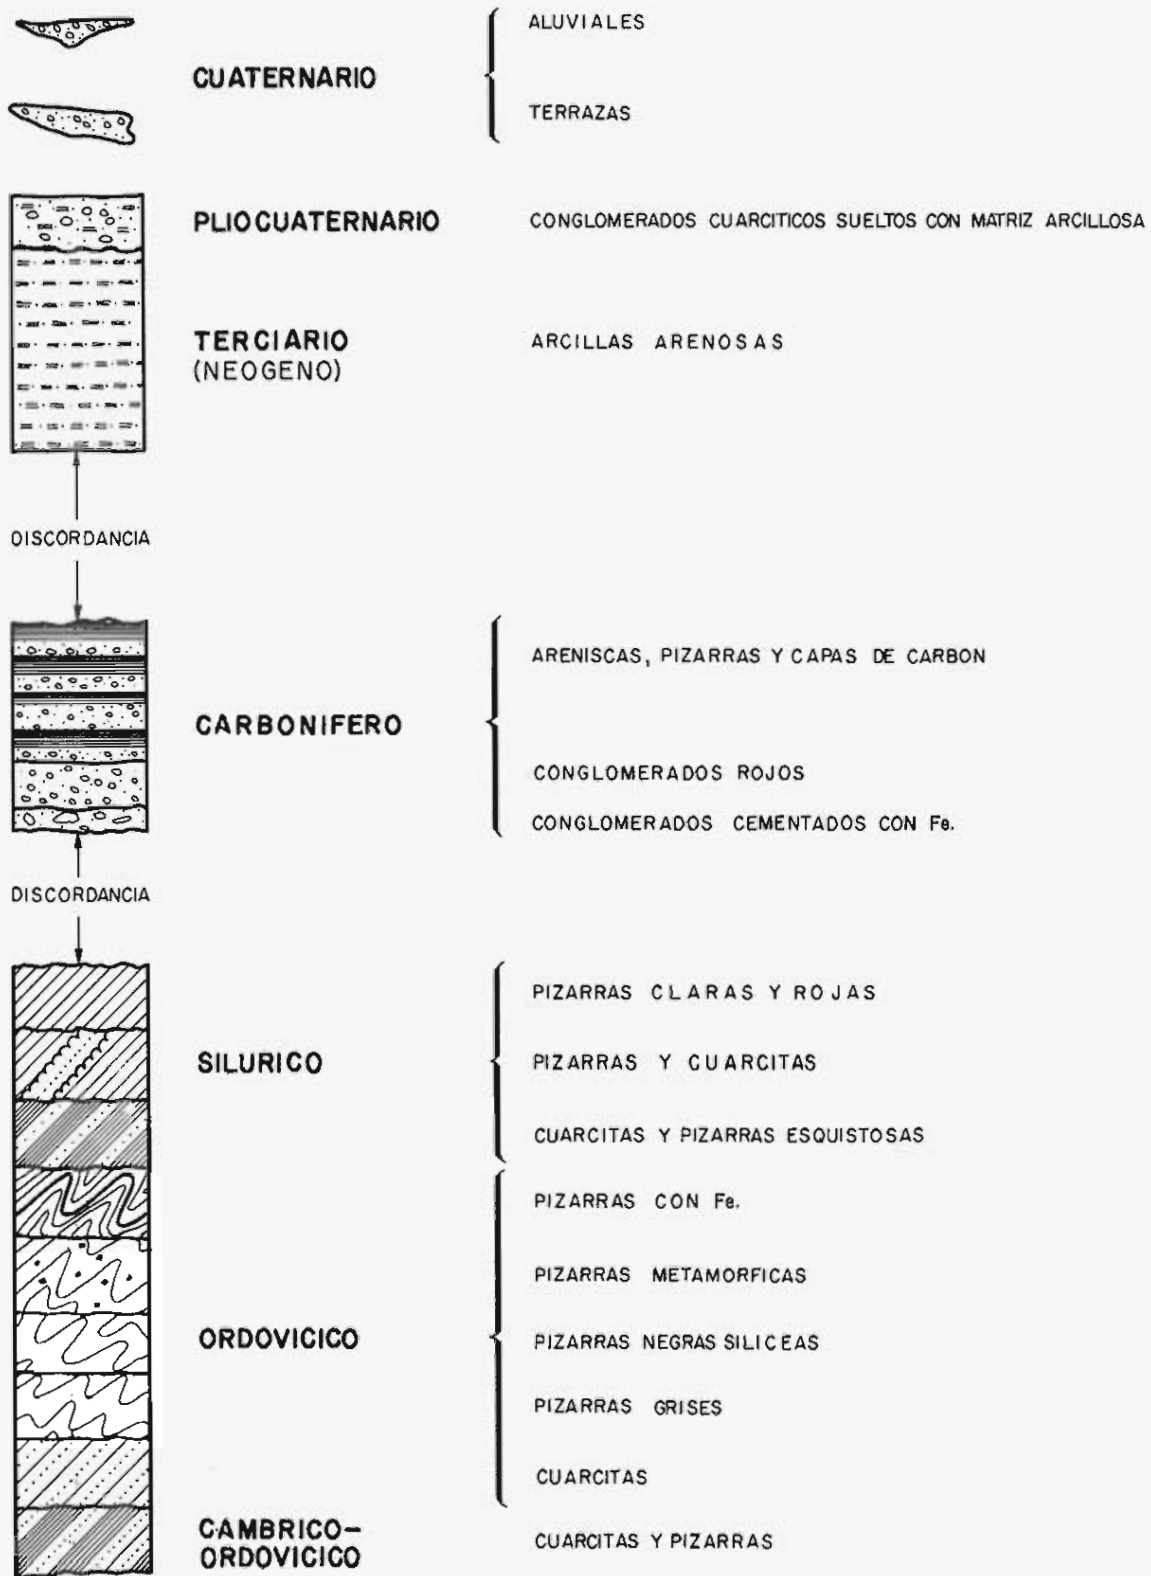 CUATERNARIO
ALUVIALES
TERRAZAS
PLIOCUATERNARIO
CONGLOMERADOS CUARCITICOS SUELTOS CON MATRIZ ARCILLOSA
TERCIARIO
(NEOGENO)
ARCILLAS ARENOSAS
DISCORDANCIA
CARBONIFERO
ARENISCAS, PIZARRAS Y CAPAS DE CARBON
CONGLOMERADOS ROJOS
CONGLOMERADOS CEMENTADOS CON Fe.
DISCORDANCIA
SILURICO
PIZARRAS CLARAS Y ROJAS
PIZARRAS Y CUARCITAS
CUARCITAS Y PIZARRAS ESQUISTOSAS
ORDOVICICO
PIZARRAS CON Fe.
PIZARRAS METAMORFICAS
PIZARRAS NEGRAS SILICEAS
PIZARRAS GRISES
CUARCITAS
CAMBRICO-
ORDOVICICO
CUARCITAS Y PIZARRAS